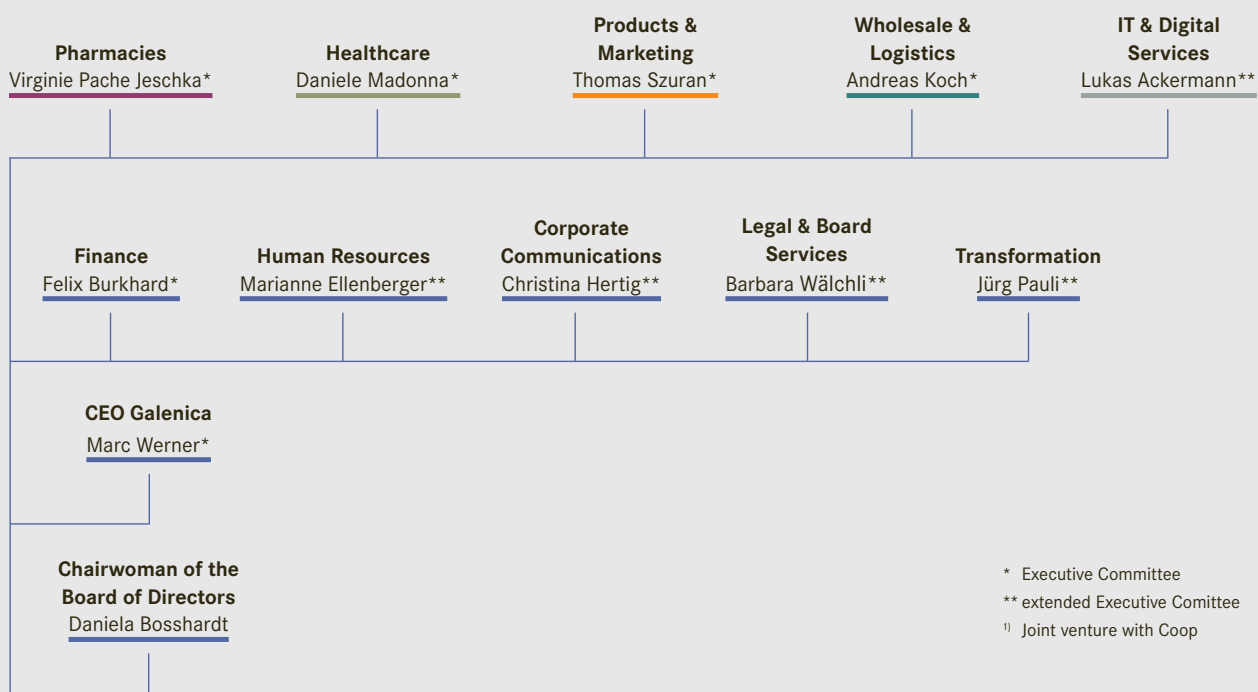 Pharmacies
Virginie Pache Jeschka*
Healthcare
Daniele Madonna*
Products &
Marketing
Thomas Szuran*
Wholesale &
Logistics
Andreas Koch*
IT & Digital
Services
Lukas Ackermann**
Finance
Felix Burkhard*
Human Resources
Marianne Ellenberger**
Corporate
Communications
Christina Hertig**
Legal & Board
Services
Barbara Wälchli**
Transformation
Jürg Pauli**
CEO Galenica
Marc Werner*
Chairwoman of the
Board of Directors
Daniela Bosshardt
* Executive Committee
** extended Executive Comittee
1) Joint venture with Coop